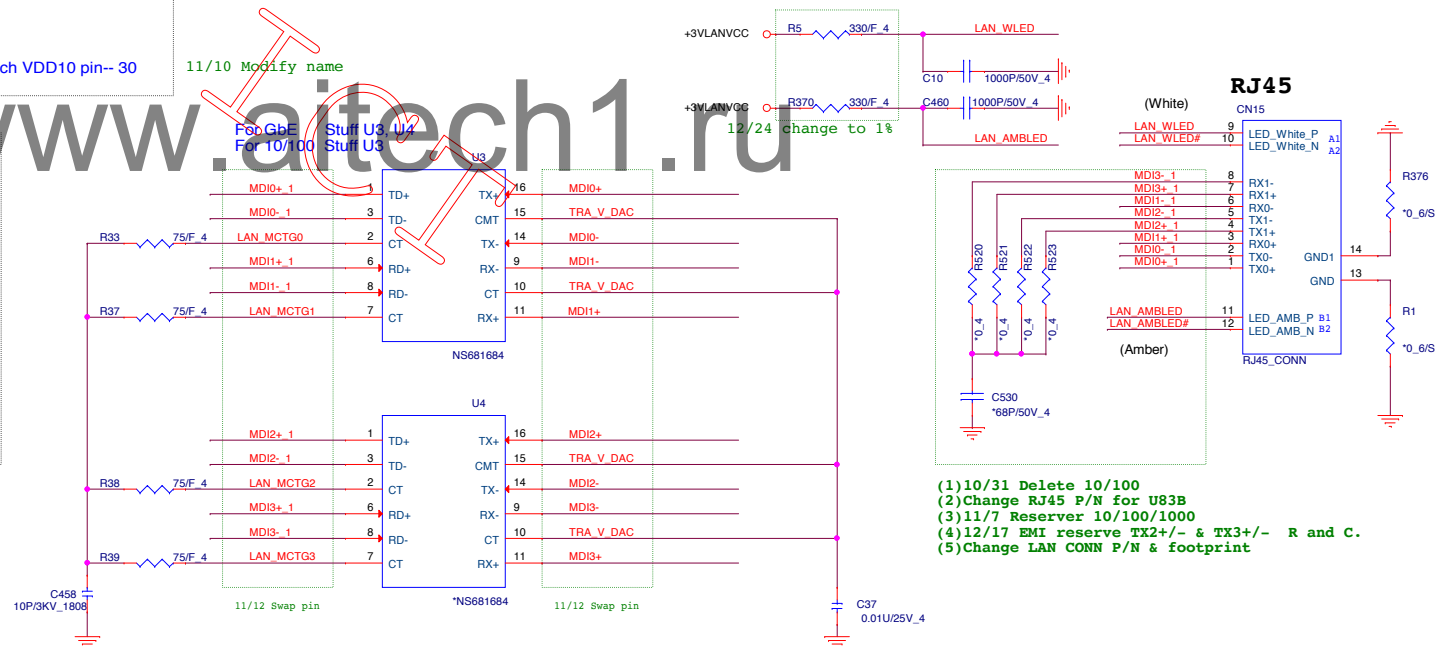 ch VDD10 pin-- 30
11/10 Modify name
www.aitech1.ru
For GbE Stuff U3, U4
For 10/100 Stuff U3
+3VLANVCC R5 330/F_4 LAN_WLED
C10 1000P/50V_4
+3VLANVCC R370 330/F_4 C460 1000P/50V_4
12/24 change to 1%
LAN_AMBLED
U3
MDI0+_1 1 TD+ TX+ 16 MDI0+
MDI0-_1 3 TD- CMT 15 TRA_V_DAC
R33 75/F_4 LAN_MCTG0 2 CT TX- 14 MDI0-
MDI1+_1 6 RD+ RX- 9 MDI1-
MDI1-_1 8 RD- CT 10 TRA_V_DAC
R37 75/F_4 LAN_MCTG1 7 CT RX+ 11 MDI1+
NS681684
U4
MDI2+_1 1 TD+ TX+ 16 MDI2+
MDI2-_1 3 TD- CMT 15 TRA_V_DAC
R38 75/F_4 LAN_MCTG2 2 CT TX- 14 MDI2-
MDI3+_1 6 RD+ RX- 9 MDI3-
MDI3-_1 8 RD- CT 10 TRA_V_DAC
R39 75/F_4 LAN_MCTG3 7 CT RX+ 11 MDI3+
*NS681684
C458
10P/3KV_1808
11/12 Swap pin
11/12 Swap pin
C37
0.01U/25V_4
RJ45
CN15
(White)
LAN_WLED 9 LED_White_P A1
LAN_WLED# 10 LED_White_N A2
MDI3-_1 8 RX1-
MDI3+_1 7 RX1+
MDI1-_1 6 RX0-
MDI2-_1 5 TX1-
MDI2+_1 4 TX1+
MDI1+_1 3 RX0+
MDI0-_1 2 TX0-
MDI0+_1 1 TX0+
GND1 14
GND 13
LAN_AMBLED 11 LED_AMB_P B1
LAN_AMBLED# 12 LED_AMB_N B2
(Amber)
RJ45_CONN
R376
*0_6/S
R1
*0_6/S
R520 *0_4
R521 *0_4
R522 *0_4
R523 *0_4
C530
*68P/50V_4
(1)10/31 Delete 10/100
(2)Change RJ45 P/N for U83B
(3)11/7 Reserver 10/100/1000
(4)12/17 EMI reserve TX2+/- & TX3+/- R and C.
(5)Change LAN CONN P/N & footprint